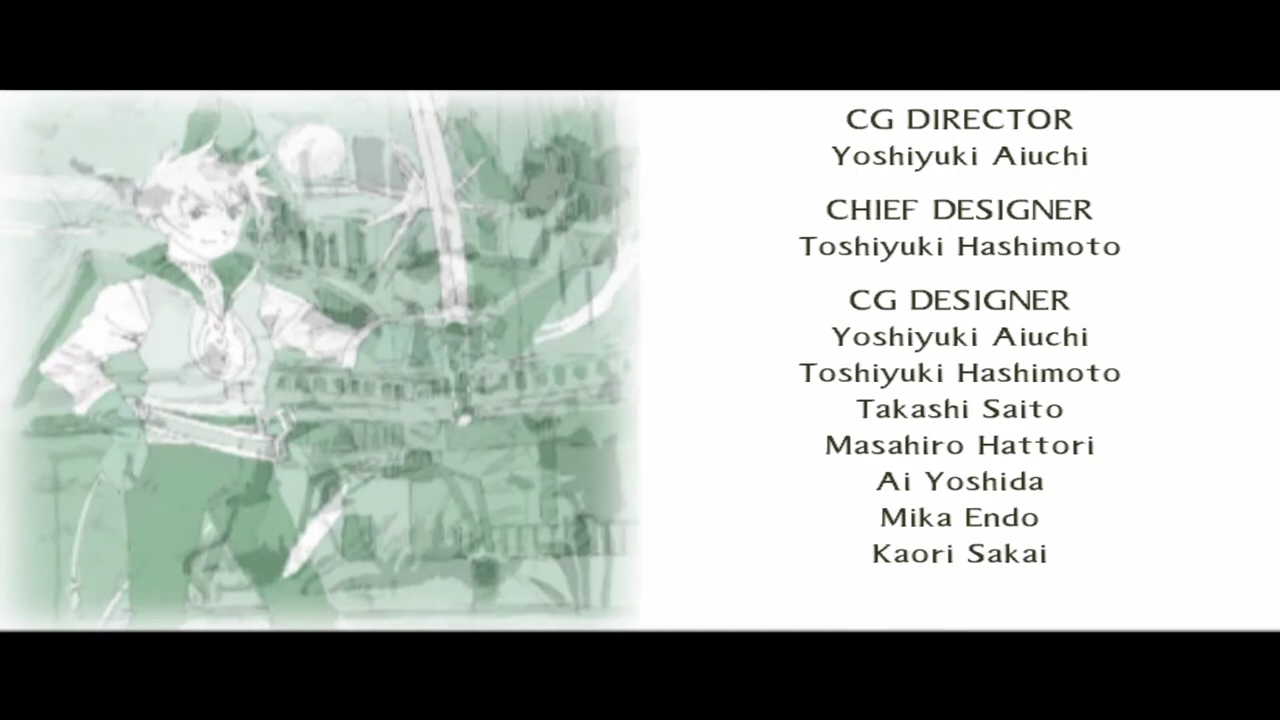 CG DIRECTOR
Yoshiyuki Aiuchi
CHIEF DESIGNER
Toshiyuki Hashimoto
CG DESIGNER
Yoshiyuki Aiuchi
Toshiyuki Hashimoto
Takashi Saito
Masahiro Hattori
Ai Yoshida
Mika Endo
Kaori Sakai